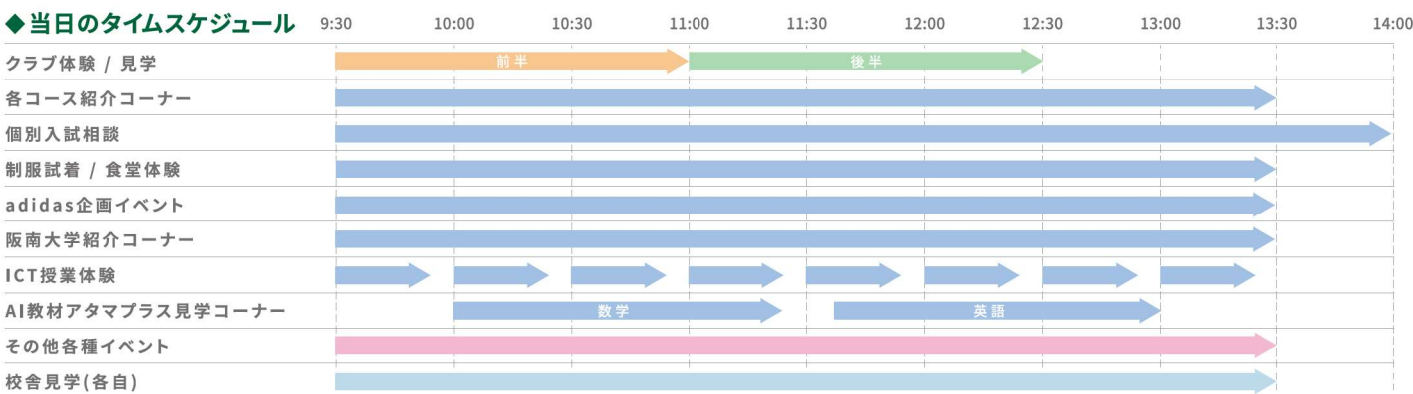 ◆当日のタイムスケジュール 9:30 10:00 10:30 11:00 11:30 12:00 12:30 13:00 13:30 14:00
クラブ体験 / 見学 前半 後半
各コース紹介コーナー
個別入試相談
制服試着 / 食堂体験
adidas企画イベント
阪南大学紹介コーナー
ICT授業体験
AI教材アタマプラス見学コーナー 数学 英語
その他各種イベント
校舎見学(各自)